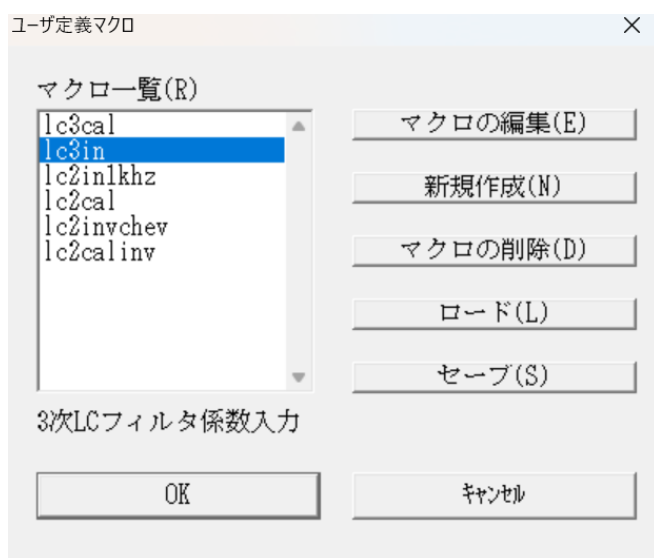 ユーザ定義マクロ
マクロ一覧(R)
lc3cal
lc3in
lc2in1khz
lc2cal
lc2invchev
lc2calinv
3次LCフィルタ係数入力
マクロの編集(E)
新規作成(N)
マクロの削除(D)
ロード(L)
セーブ(S)
OK
ｷｬﾝｾﾙ